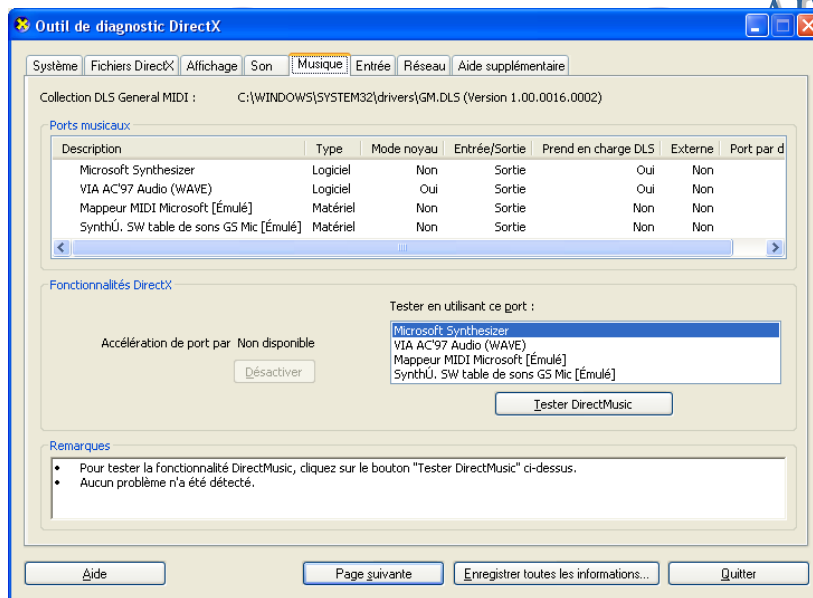 Outil de diagnostic DirectX
Système Fichiers DirectX Affichage Son Musique Entrée Réseau Aide supplémentaire
Collection DLS General MIDI : C:\WINDOWS\SYSTEM32\drivers\GM.DLS (Version 1.00.0016.0002)
Ports musicaux
Description Type Mode noyau Entrée/Sortie Prend en charge DLS Externe Port par d
Microsoft Synthesizer Logiciel Non Sortie Oui Non
VIA AC'97 Audio (WAVE) Logiciel Oui Sortie Oui Non
Mappeur MIDI Microsoft [Émulé] Matériel Non Sortie Non Non
SynthÚ. SW table de sons GS Mic [Émulé] Matériel Non Sortie Non Non
Fonctionnalités DirectX
Tester en utilisant ce port :
Microsoft Synthesizer
Accélération de port par Non disponible
VIA AC'97 Audio (WAVE)
Mappeur MIDI Microsoft [Émulé]
Désactiver
SynthÚ. SW table de sons GS Mic [Émulé]
Tester DirectMusic
Remarques
• Pour tester la fonctionnalité DirectMusic, cliquez sur le bouton "Tester DirectMusic" ci-dessus.
• Aucun problème n'a été détecté.
Aide Page suivante Enregistrer toutes les informations... Quitter